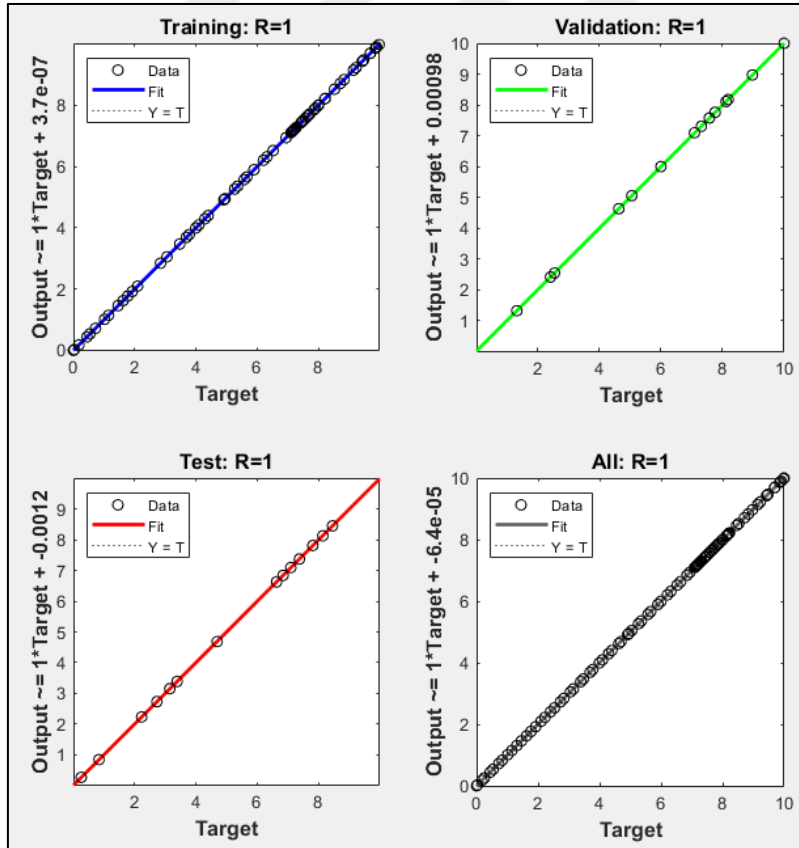 Training: R=1
Output ~= 1*Target + 3.7e-07
Data
Fit
Y = T
8
6
4
2
0
0 2 4 6 8
Target
Validation: R=1
Output ~= 1*Target + 0.00098
Data
Fit
Y = T
10
9
8
7
6
5
4
3
2
1
2 4 6 8 10
Target
Test: R=1
Output ~= 1*Target + -0.0012
Data
Fit
Y = T
9
8
7
6
5
4
3
2
1
2 4 6 8
Target
All: R=1
Output ~= 1*Target + -6.4e-05
Data
Fit
Y = T
10
8
6
4
2
0
0 2 4 6 8 10
Target